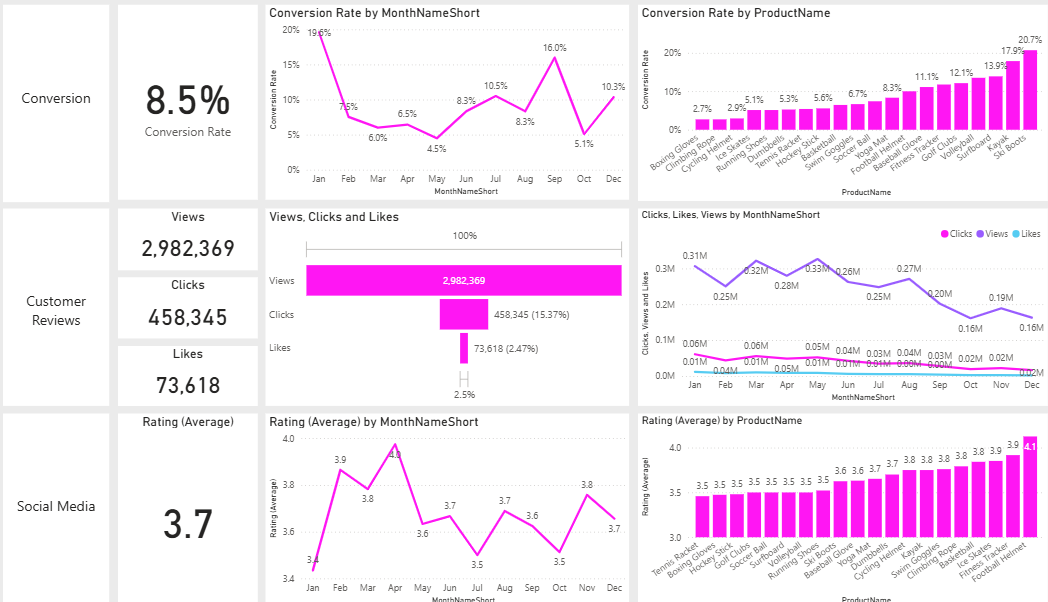 Conversion
8.5%
Conversion Rate
Conversion Rate by MonthNameShort
Conversion Rate
20%
15%
10%
5%
0%
19.6%
7.5%
6.0%
6.5%
4.5%
8.3%
10.5%
8.3%
16.0%
5.1%
10.3%
Jan Feb Mar Apr May Jun Jul Aug Sep Oct Nov Dec
MonthNameShort
Conversion Rate by ProductName
Conversion Rate
20%
10%
0%
2.7%
2.9%
5.1%
5.3%
5.6%
6.7%
8.3%
11.1%
12.1%
13.9%
17.9%
20.7%
Boxing Gloves
Climbing Rope
Cycling Helmet
Ice Skates
Running Shoes
Dumbbells
Tennis Racket
Hockey Stick
Basketball
Swim Goggles
Soccer Ball
Yoga Mat
Football Helmet
Baseball Glove
Fitness Tracker
Golf Clubs
Volleyball
Surfboard
Kayak
Ski Boots
ProductName
Customer
Reviews
Views
2,982,369
Clicks
458,345
Likes
73,618
Views, Clicks and Likes
100%
Views
2,982,369
Clicks
458,345 (15.37%)
Likes
73,618 (2.47%)
2.5%
Clicks, Likes, Views by MonthNameShort
Clicks Views Likes
Clicks, Views and Likes
0.3M
0.2M
0.1M
0.0M
0.31M
0.25M
0.32M
0.28M
0.33M
0.26M
0.25M
0.27M
0.20M
0.16M
0.19M
0.16M
0.06M
0.04M
0.06M
0.05M
0.05M
0.04M
0.03M
0.04M
0.03M
0.02M
0.02M
0.02M
0.01M
0.01M
0.01M
0.01M
0.01M
0.00M
0.00M
Jan Feb Mar Apr May Jun Jul Aug Sep Oct Nov Dec
MonthNameShort
Social Media
Rating (Average)
3.7
Rating (Average) by MonthNameShort
Rating (Average)
4.0
3.8
3.6
3.4
3.4
3.9
3.8
4.0
3.6
3.7
3.5
3.7
3.6
3.5
3.8
3.7
Jan Feb Mar Apr May Jun Jul Aug Sep Oct Nov Dec
MonthNameShort
Rating (Average) by ProductName
Rating (Average)
4.0
3.5
3.0
3.5 3.5 3.5 3.5 3.5 3.5 3.5 3.5 3.6 3.6 3.7 3.7 3.8 3.8 3.8 3.8 3.8 3.9 3.9 4.1
Tennis Racket
Boxing Gloves
Hockey Stick
Golf Clubs
Soccer Ball
Surfboard
Volleyball
Running Shoes
Ski Boots
Baseball Glove
Yoga Mat
Dumbbells
Cycling Helmet
Kayak
Swim Goggles
Climbing Rope
Basketball
Ice Skates
Fitness Tracker
Football Helmet
ProductName